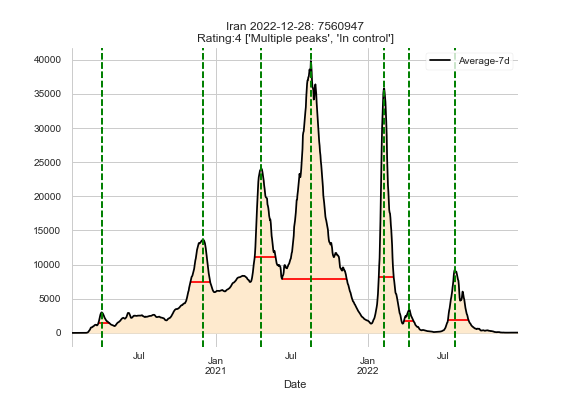 Iran 2022-12-28: 7560947
Rating:4 ['Multiple peaks', 'In control']
Average-7d
40000
35000
30000
25000
20000
15000
10000
5000
0
Jul
Jan
2021
Jul
Jan
2022
Jul
Date